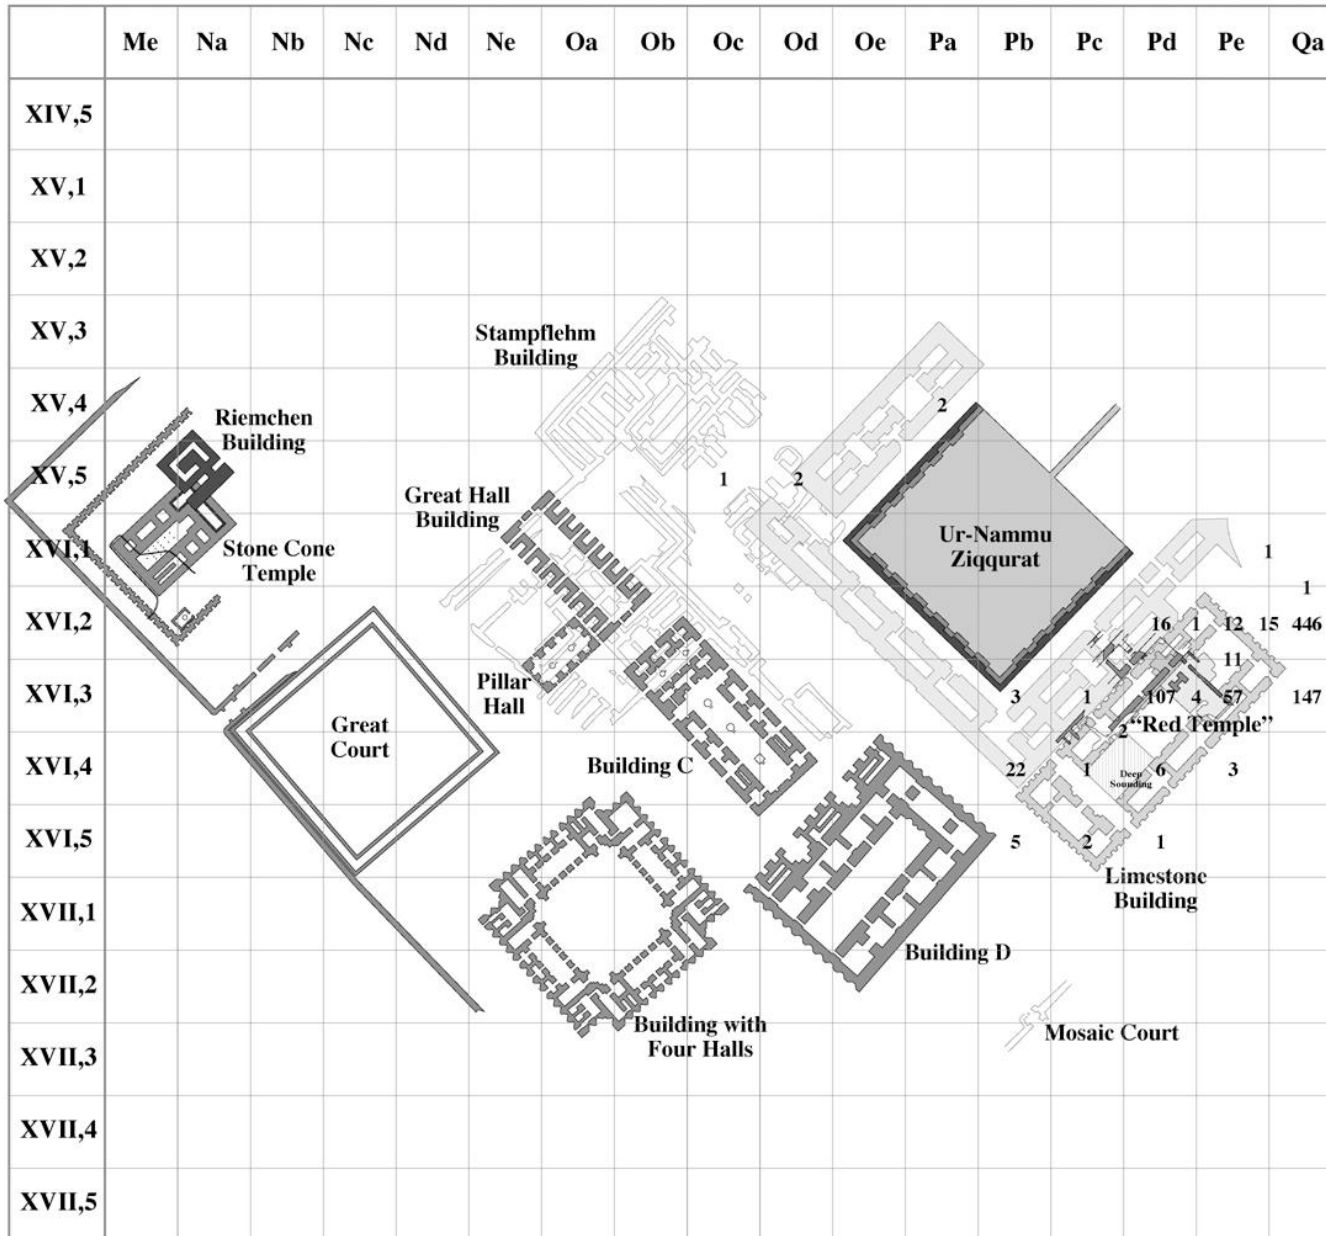 Me Na Nb Nc Nd Ne Oa Ob Oc Od Oe Pa Pb Pc Pd Pe Qa
XIV,5
XV,1
XV,2
XV,3
Stampflehm
Building
XV,4
Riemchen
Building
2
XV,5
Great Hall
Building
1 2
XVI,1
Stone Cone
Temple
Ur-Nammu
Ziqqurat
1
1
XVI,2
16 1 12 15 446
11
XVI,3
Pillar
Hall
Great
Court
3 1 107 4 57 147
2 “Red Temple”
XVI,4
Building C
22 1 6 3
Deep
Sounding
XVI,5
5 2 1
Limestone
Building
XVII,1
Building D
XVII,2
Building with
Four Halls
Mosaic Court
XVII,3
XVII,4
XVII,5